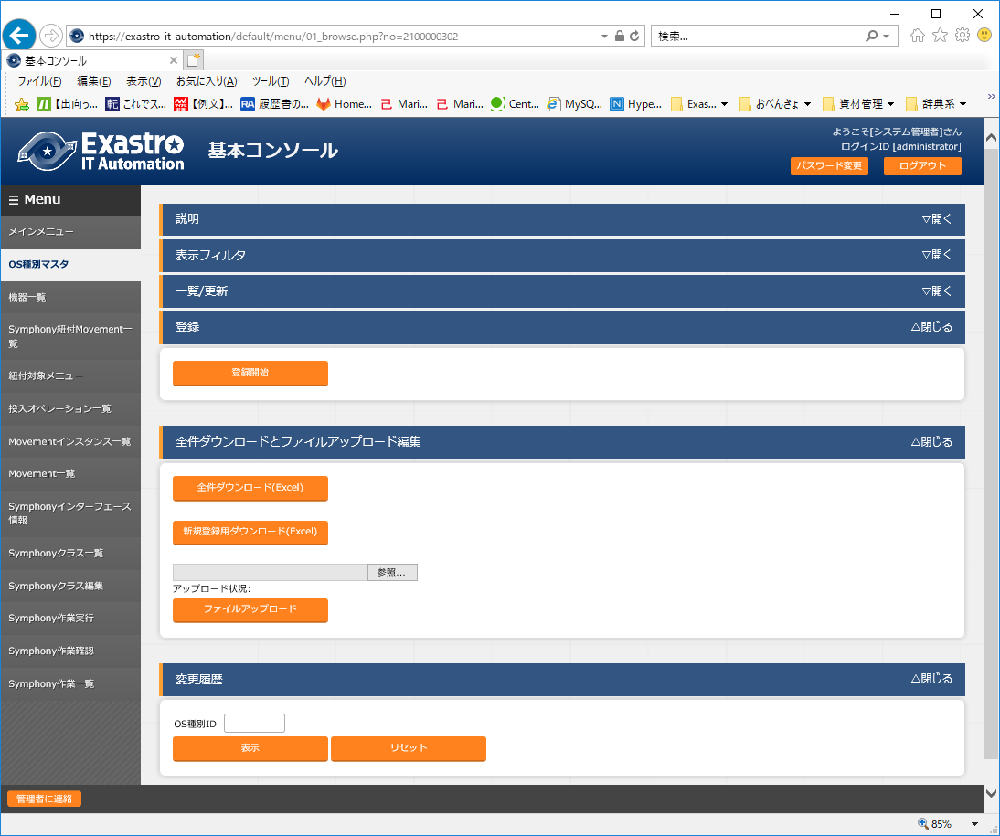 https://exastro-it-automation/default/menu/01_browse.php?no=2100000302
検索...
基本コンソール
ファイル(F) 編集(E) 表示(V) お気に入り(A) ツール(T) ヘルプ(H)
【出向っ... これでス... 【例文】... 履歴書の... Home... Mari... Mari... Cent... MySQ... Hype... Exas... おべんきょ 資材管理 辞典系
Exastro
IT Automation
基本コンソール
ようこそ[システム管理者]さん
ログインID [administrator]
パスワード変更 ログアウト
Menu
メインメニュー
OS種別マスタ
機器一覧
Symphony紐付Movement一
覧
紐付対象メニュー
投入オペレーション一覧
Movementインスタンス一覧
Movement一覧
Symphonyインターフェース
情報
Symphonyクラス一覧
Symphonyクラス編集
Symphony作業実行
Symphony作業確認
Symphony作業一覧
説明 ▽開く
表示フィルタ ▽開く
一覧/更新 ▽開く
登録 △閉じる
登録開始
全件ダウンロードとファイルアップロード編集 △閉じる
全件ダウンロード(Excel)
新規登録用ダウンロード(Excel)
参照...
アップロード状況:
ファイルアップロード
変更履歴 △閉じる
OS種別ID
表示 リセット
管理者に連絡
85%